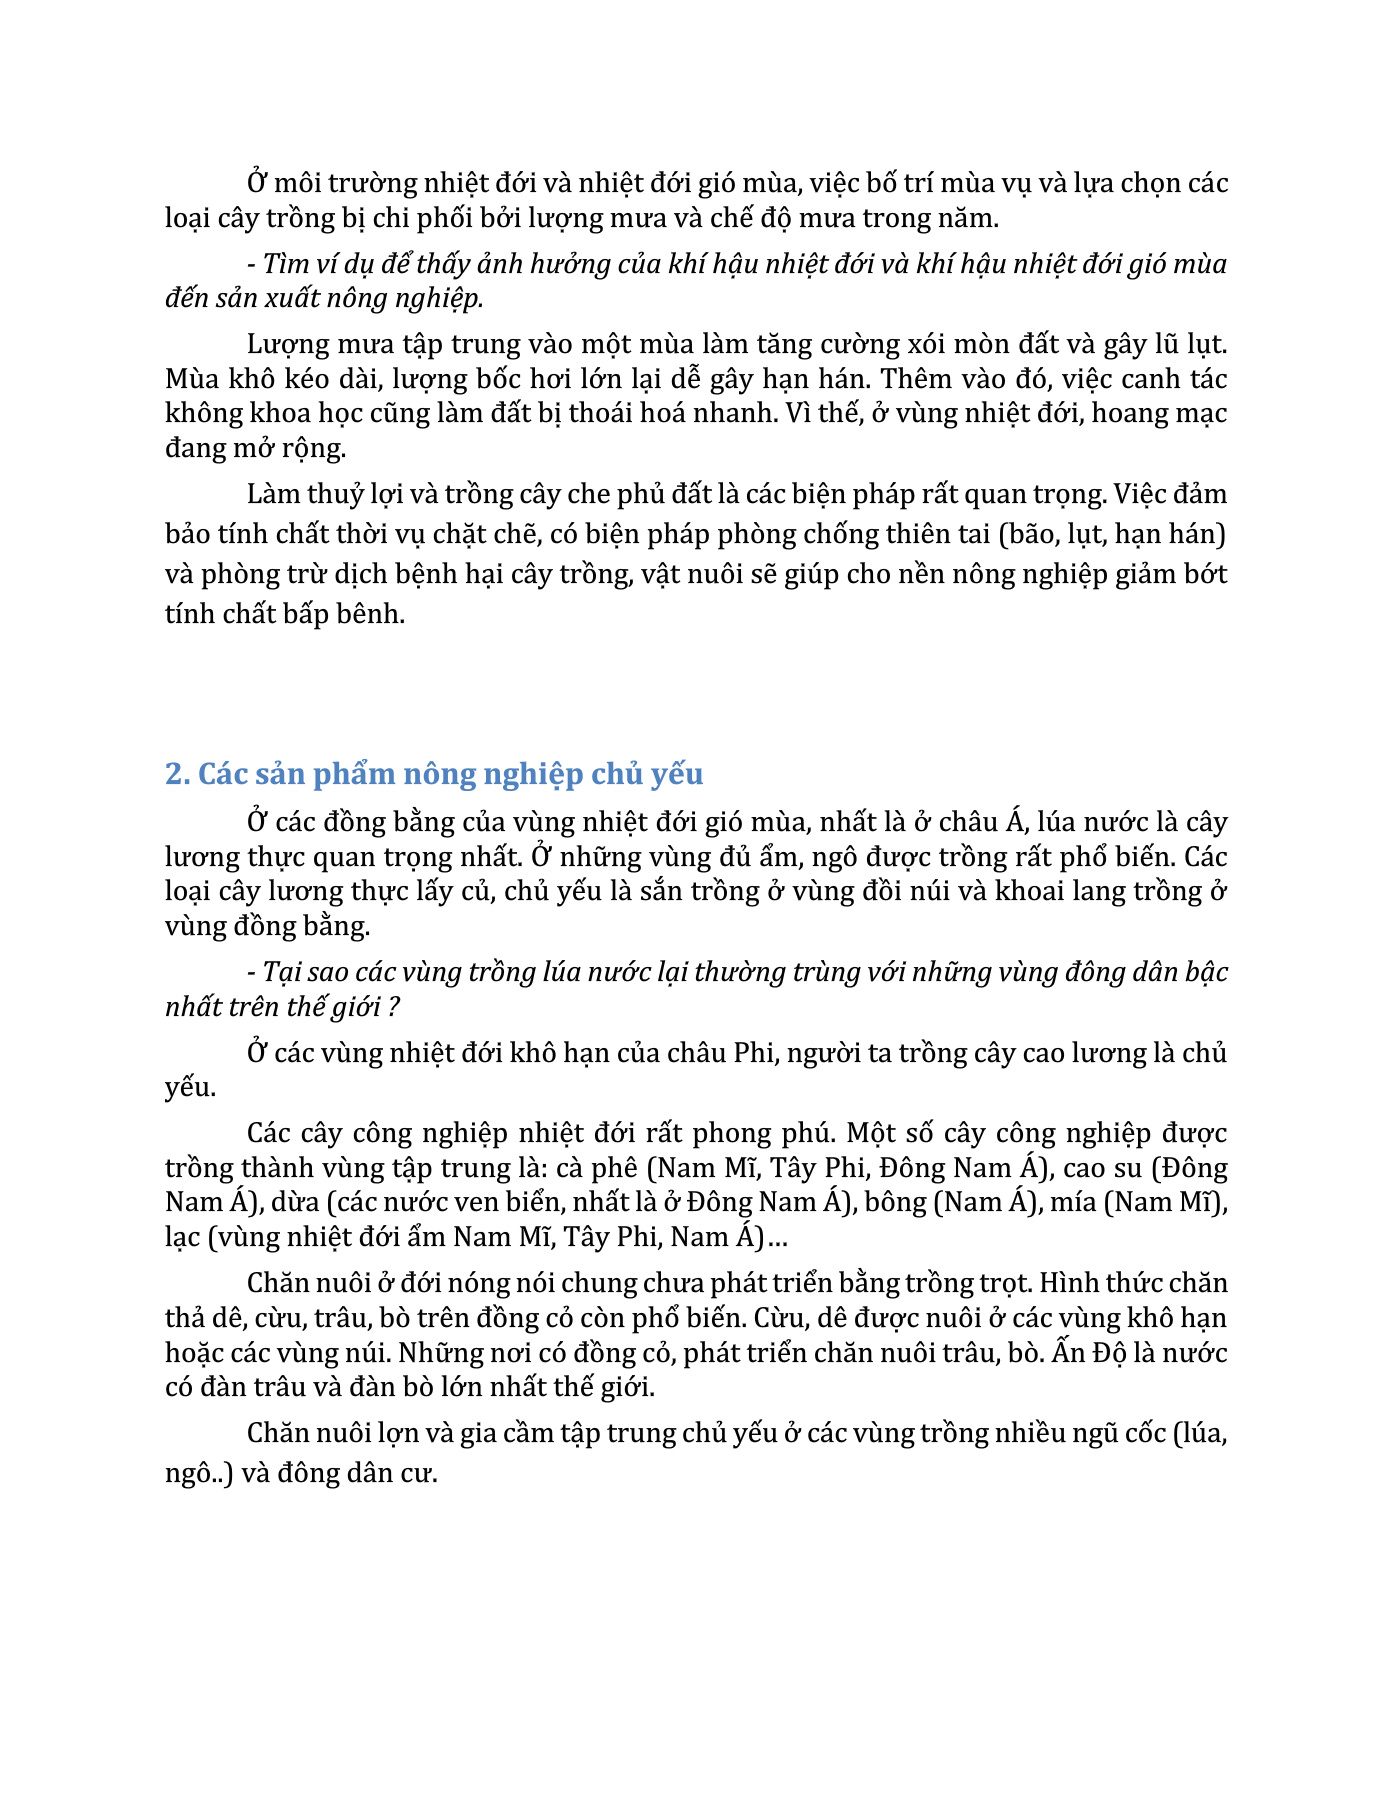 Ở môi trường nhiệt đới và nhiệt đới gió mùa, việc bố trí mùa vụ và lựa chọn các
loại cây trồng bị chi phối bởi lượng mưa và chế độ mưa trong năm.
- Tìm ví dụ để thấy ảnh hưởng của khí hậu nhiệt đới và khí hậu nhiệt đới gió mùa
đến sản xuất nông nghiệp.
Lượng mưa tập trung vào một mùa làm tăng cường xói mòn đất và gây lũ lụt.
Mùa khô kéo dài, lượng bốc hơi lớn lại dễ gây hạn hán. Thêm vào đó, việc canh tác
không khoa học cũng làm đất bị thoái hoá nhanh. Vì thế, ở vùng nhiệt đới, hoang mạc
đang mở rộng.
Làm thuỷ lợi và trồng cây che phủ đất là các biện pháp rất quan trọng. Việc đảm
bảo tính chất thời vụ chặt chẽ, có biện pháp phòng chống thiên tai (bão, lụt, hạn hán)
và phòng trừ dịch bệnh hại cây trồng, vật nuôi sẽ giúp cho nền nông nghiệp giảm bớt
tính chất bấp bênh.
2. Các sản phẩm nông nghiệp chủ yếu
Ở các đồng bằng của vùng nhiệt đới gió mùa, nhất là ở châu Á, lúa nước là cây
lương thực quan trọng nhất. Ở những vùng đủ ẩm, ngô được trồng rất phổ biến. Các
loại cây lương thực lấy củ, chủ yếu là sắn trồng ở vùng đồi núi và khoai lang trồng ở
vùng đồng bằng.
- Tại sao các vùng trồng lúa nước lại thường trùng với những vùng đông dân bậc
nhất trên thế giới ?
Ở các vùng nhiệt đới khô hạn của châu Phi, người ta trồng cây cao lương là chủ
yếu.
Các cây công nghiệp nhiệt đới rất phong phú. Một số cây công nghiệp được
trồng thành vùng tập trung là: cà phê (Nam Mĩ, Tây Phi, Đông Nam Á), cao su (Đông
Nam Á), dừa (các nước ven biển, nhất là ở Đông Nam Á), bông (Nam Á), mía (Nam Mĩ),
lạc (vùng nhiệt đới ẩm Nam Mĩ, Tây Phi, Nam Á)…
Chăn nuôi ở đới nóng nói chung chưa phát triển bằng trồng trọt. Hình thức chăn
thả dê, cừu, trâu, bò trên đồng cỏ còn phổ biến. Cừu, dê được nuôi ở các vùng khô hạn
hoặc các vùng núi. Những nơi có đồng cỏ, phát triển chăn nuôi trâu, bò. Ấn Độ là nước
có đàn trâu và đàn bò lớn nhất thế giới.
Chăn nuôi lợn và gia cầm tập trung chủ yếu ở các vùng trồng nhiều ngũ cốc (lúa,
ngô..) và đông dân cư.